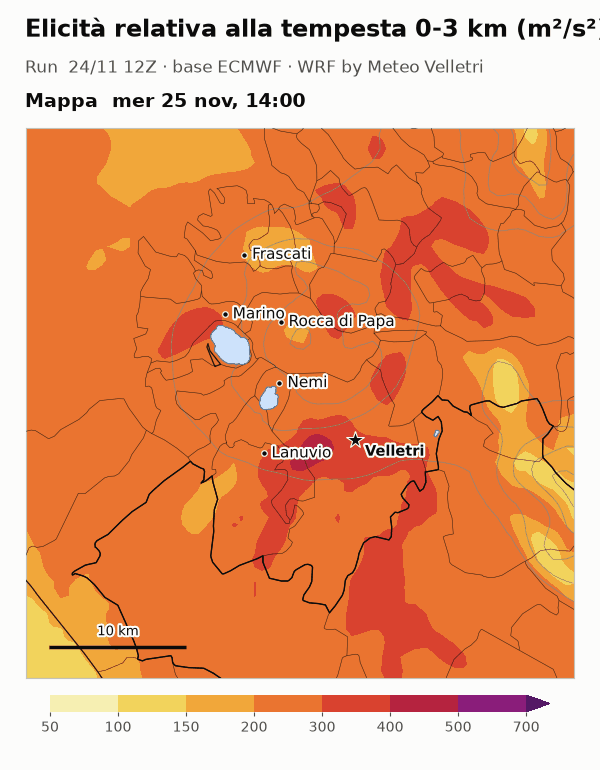 Elicità relativa alla tempesta 0-3 km (m²/s²)
Run 24/11 12Z · base ECMWF · WRF by Meteo Velletri
Mappa mer 25 nov, 14:00
Frascati
Marino
Rocca di Papa
Nemi
Lanuvio
Velletri
10 km
50 100 150 200 300 400 500 700